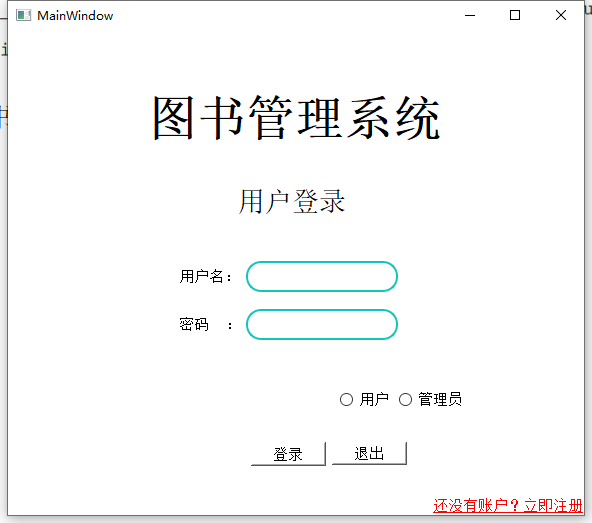 MainWindow
图书管理系统
用户登录
用户名：
密码 ：
用户 管理员
登录 退出
还没有账户？立即注册